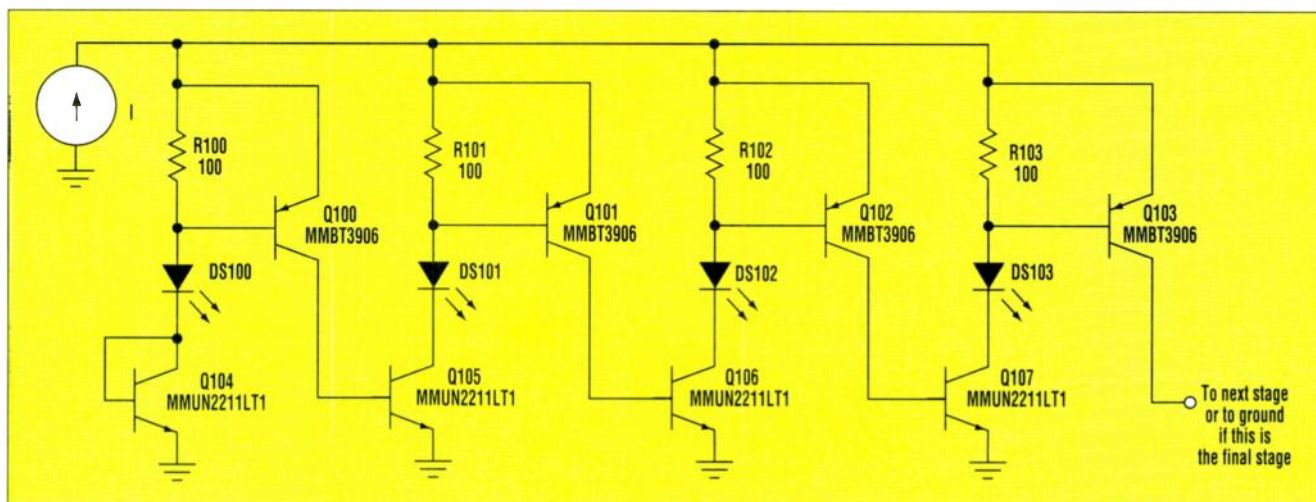 I
R100
100
Q100
MMBT3906
DS100
Q104
MMUN2211LT1
R101
100
Q101
MMBT3906
DS101
Q105
MMUN2211LT1
R102
100
Q102
MMBT3906
DS102
Q106
MMUN2211LT1
R103
100
Q103
MMBT3906
DS103
Q107
MMUN2211LT1
To next stage
or to ground
if this is
the final stage